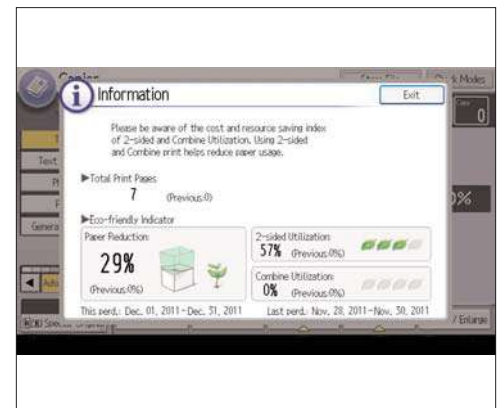 Copier
Quick Modes
Information
Exit
0
Please be aware of the cost and resource saving index
of 2-sided and Combine Utilization. Using 2-sided
and Combine print helps reduce paper usage.
Text
▶Total Print Pages
7 (Previous:0)
▶Eco-friendly Indicator
Paper Reduction:
29%
(Previous:0%)
2-sided Utilization:
57% (Previous:0%)
Combine Utilization:
0% (Previous:0%)
This perd.: Dec. 01, 2011-Dec. 31, 2011
Last perd.: Nov. 28, 2011-Nov. 30, 2011
/ Enlarge